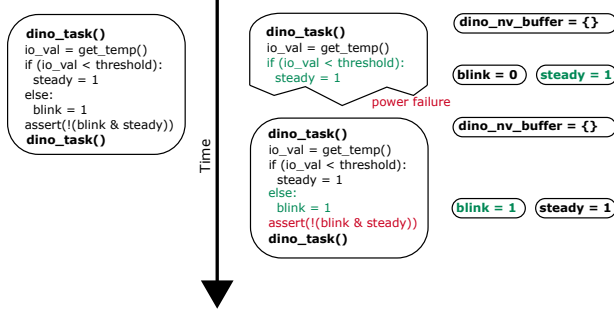 dino_task()
io_val = get_temp()
if (io_val < threshold):
steady = 1
else:
blink = 1
assert(!(blink & steady))
dino_task()
Time
dino_task()
io_val = get_temp()
if (io_val < threshold):
steady = 1
power failure
dino_task()
io_val = get_temp()
if (io_val < threshold):
steady = 1
else:
blink = 1
assert(!(blink & steady))
dino_task()
dino_nv_buffer = {}
blink = 0 steady = 1
dino_nv_buffer = {}
blink = 1 steady = 1